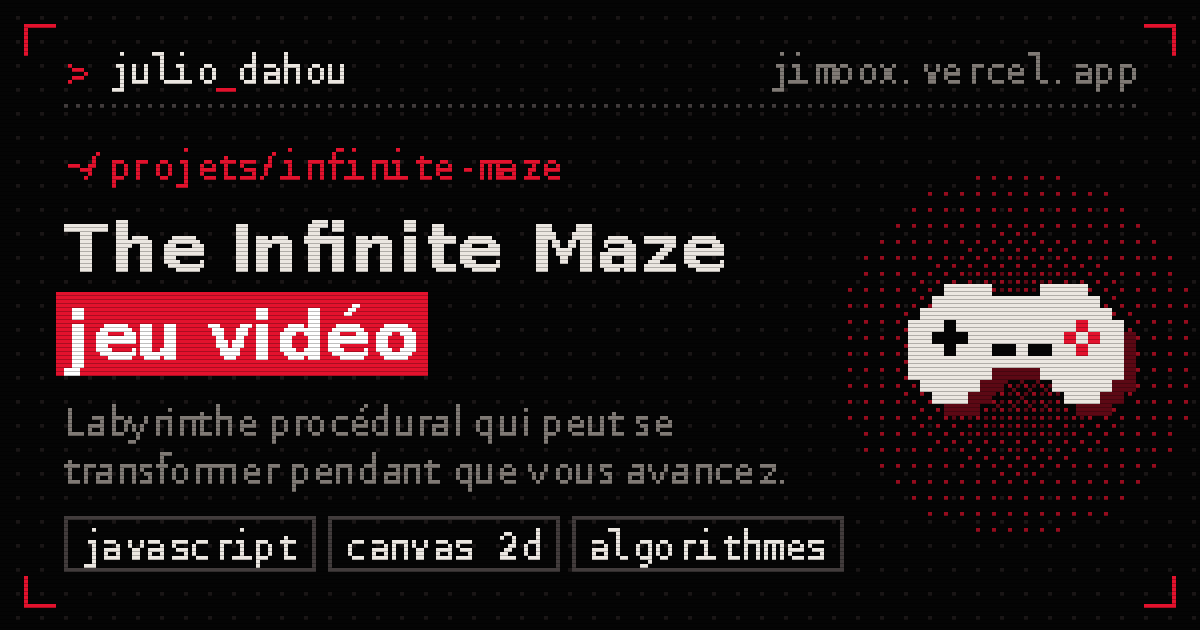 > julio_dahou
jimoox.vercel.app
~/projets/infinite-maze
The Infinite Maze
jeu vidéo
Labyrinthe procédural qui peut se
transformer pendant que vous avancez.
javascript
canvas 2d
algorithmes